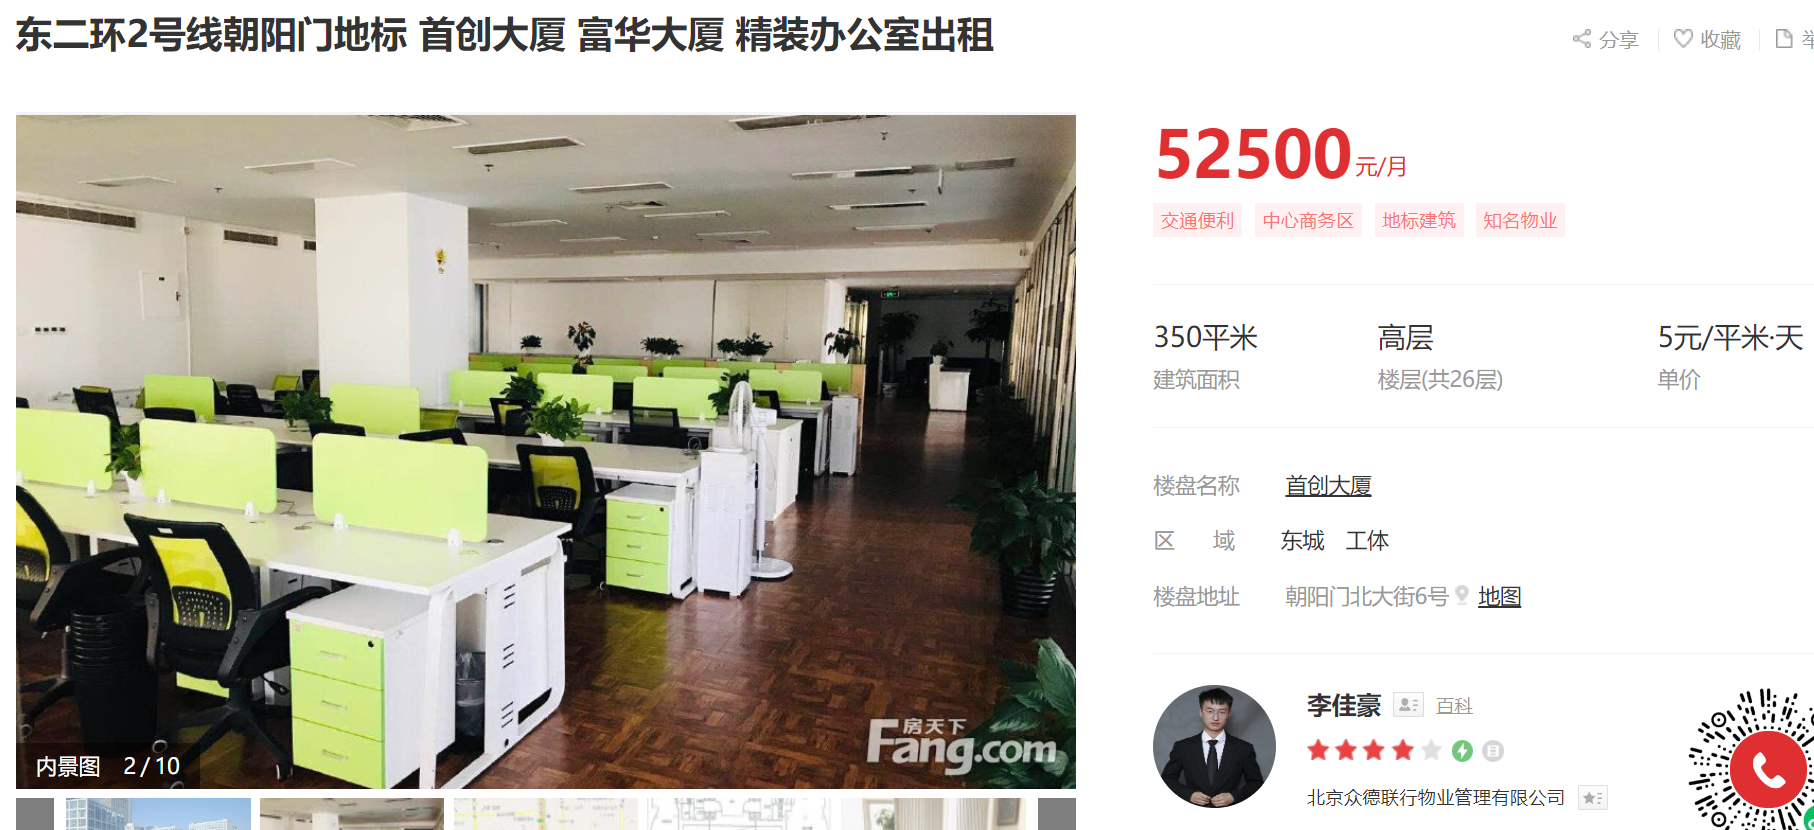 东二环2号线朝阳门地标 首创大厦 富华大厦 精装办公室出租
分享 收藏
52500元/月
交通便利 中心商务区 地标建筑 知名物业
350平米 高层 5元/平米·天
建筑面积 楼层(共26层) 单价
楼盘名称 首创大厦
区 域 东城 工体
楼盘地址 朝阳门北大街6号 地图
房天下
Fang.com
内景图 2/10
李佳豪 百科
北京众德联行物业管理有限公司